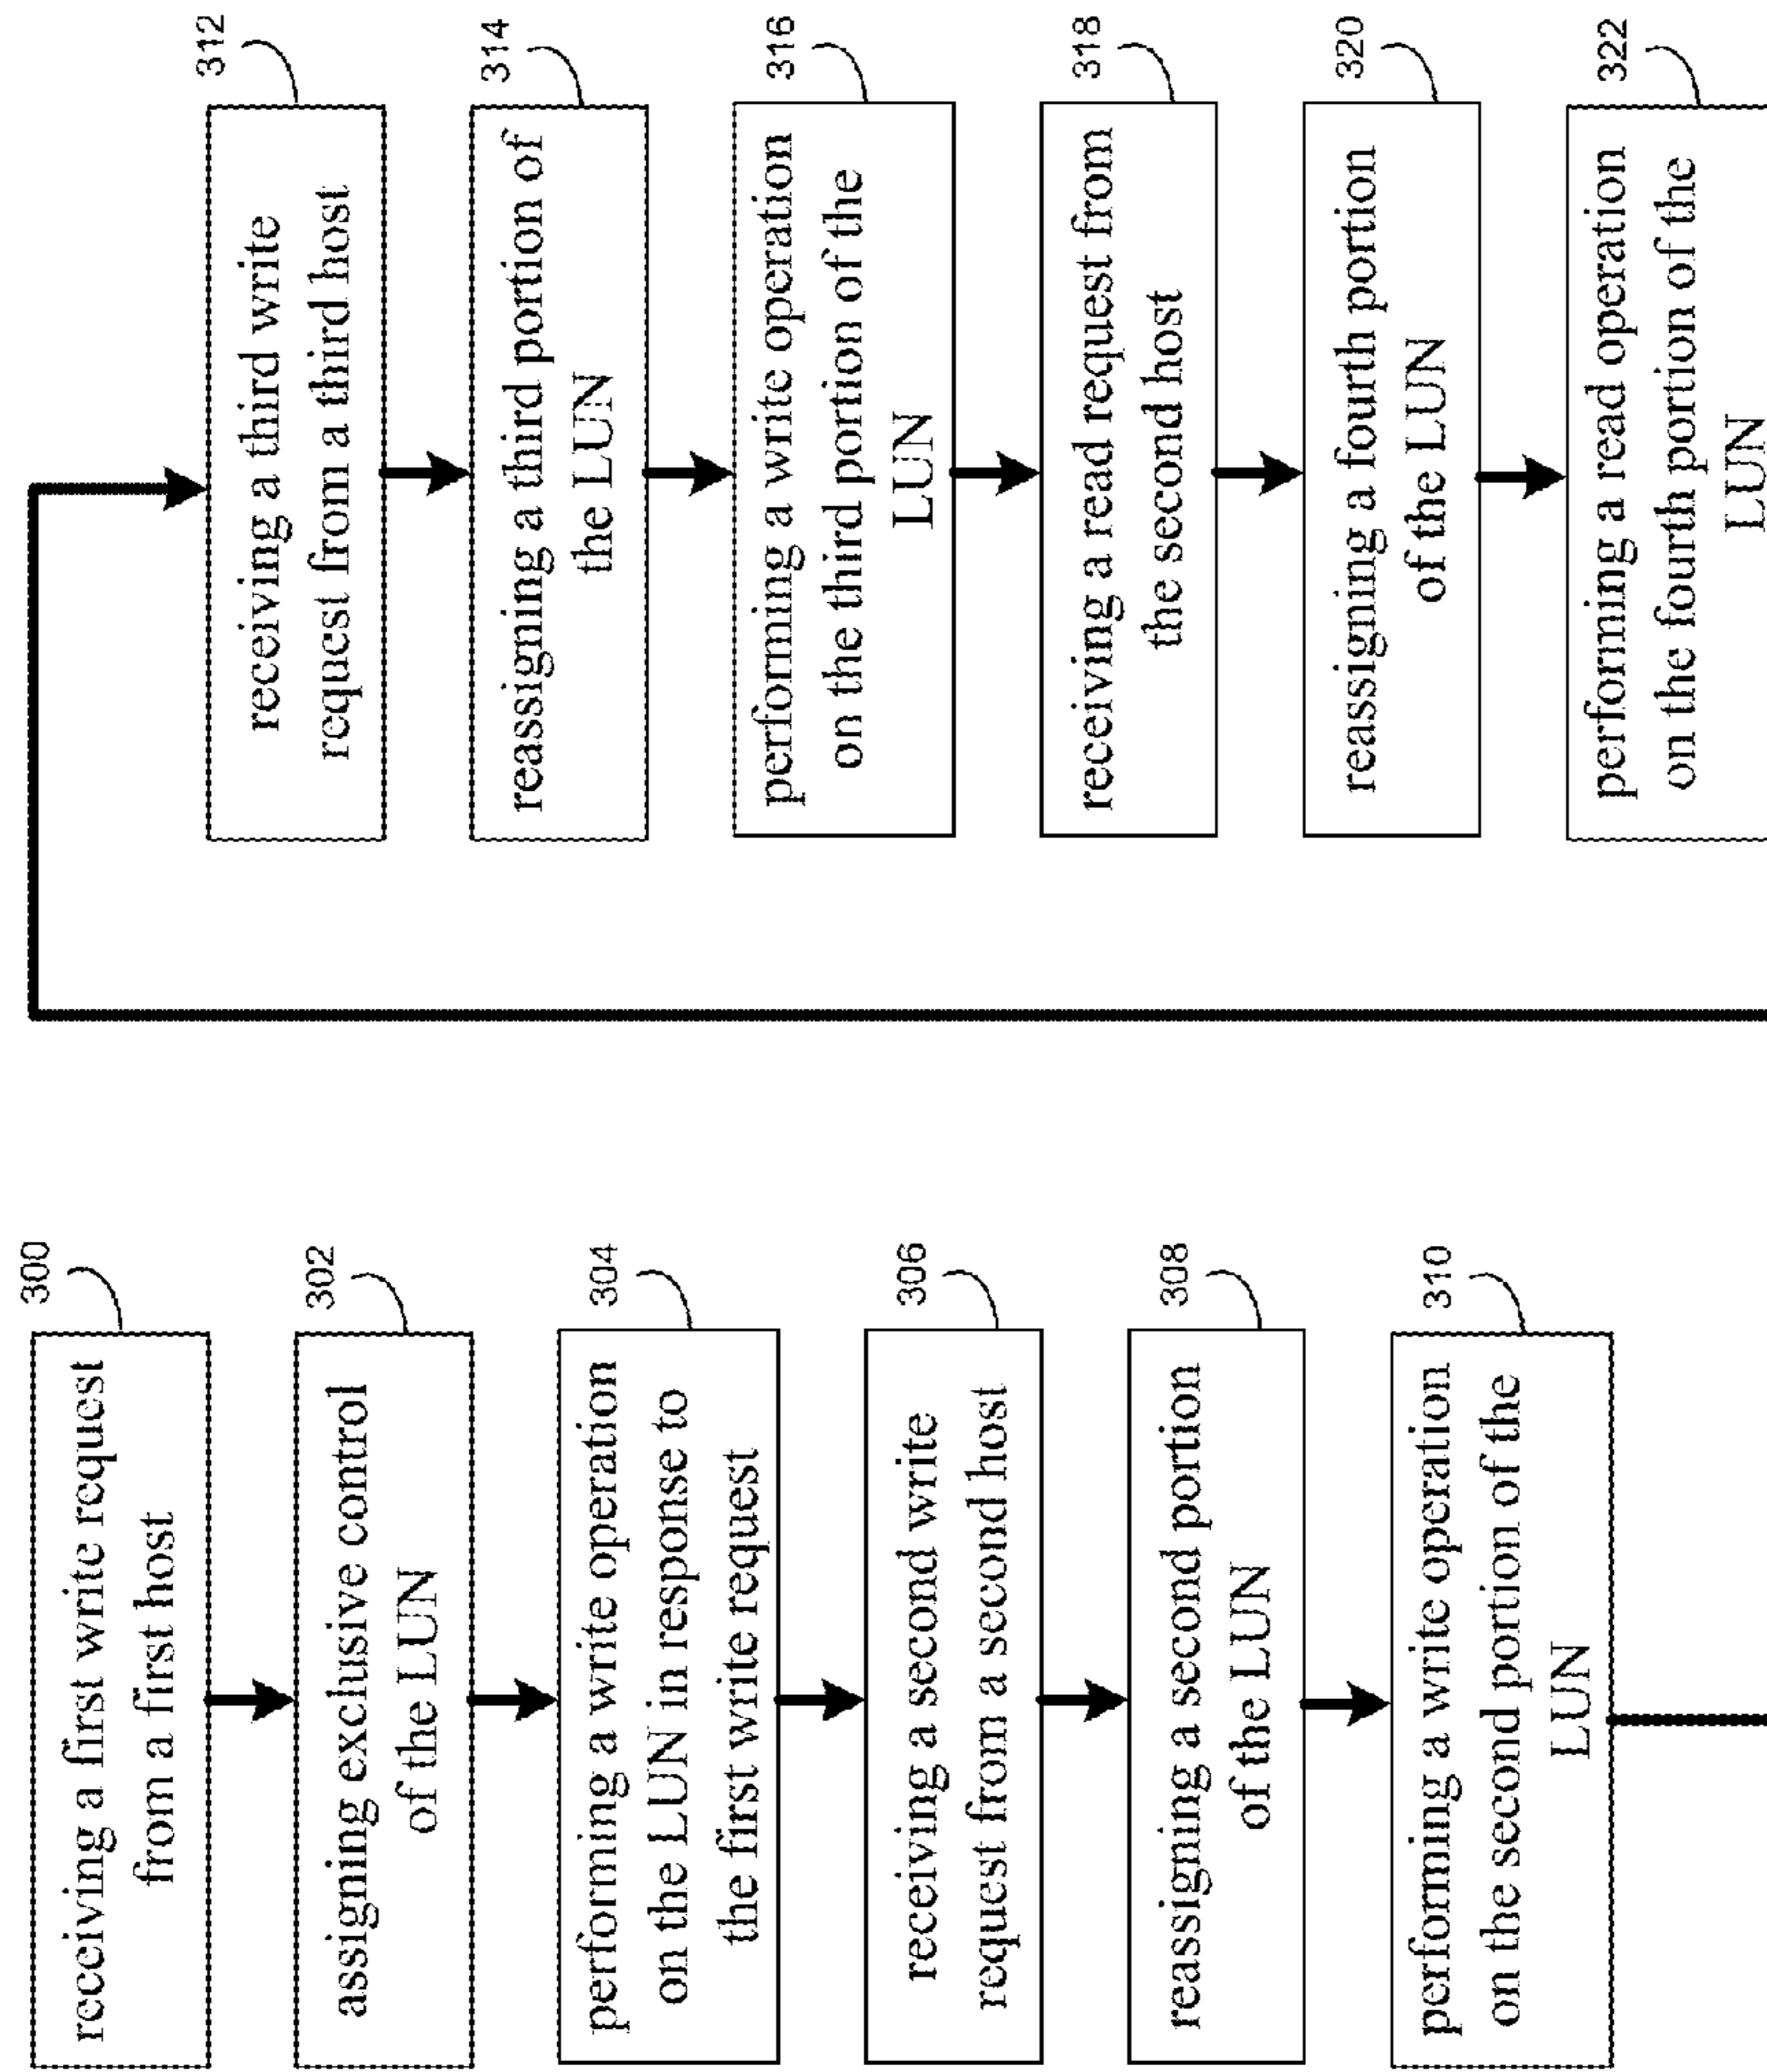 300
receiving a first write request
from a first host
302
assigning exclusive control
of the LUN
304
performing a write operation
on the LUN in response to
the first write request
306
receiving a second write
request from a second host
308
reassigning a second portion
of the LUN
310
performing a write operation
on the second portion of the
LUN
312
receiving a third write
request from a third host
314
reassigning a third portion of
the LUN
316
performing a write operation
on the third portion of the
LUN
318
receiving a read request from
the second host
320
reassigning a fourth portion
of the LUN
322
performing a read operation
on the fourth portion of the
LUN